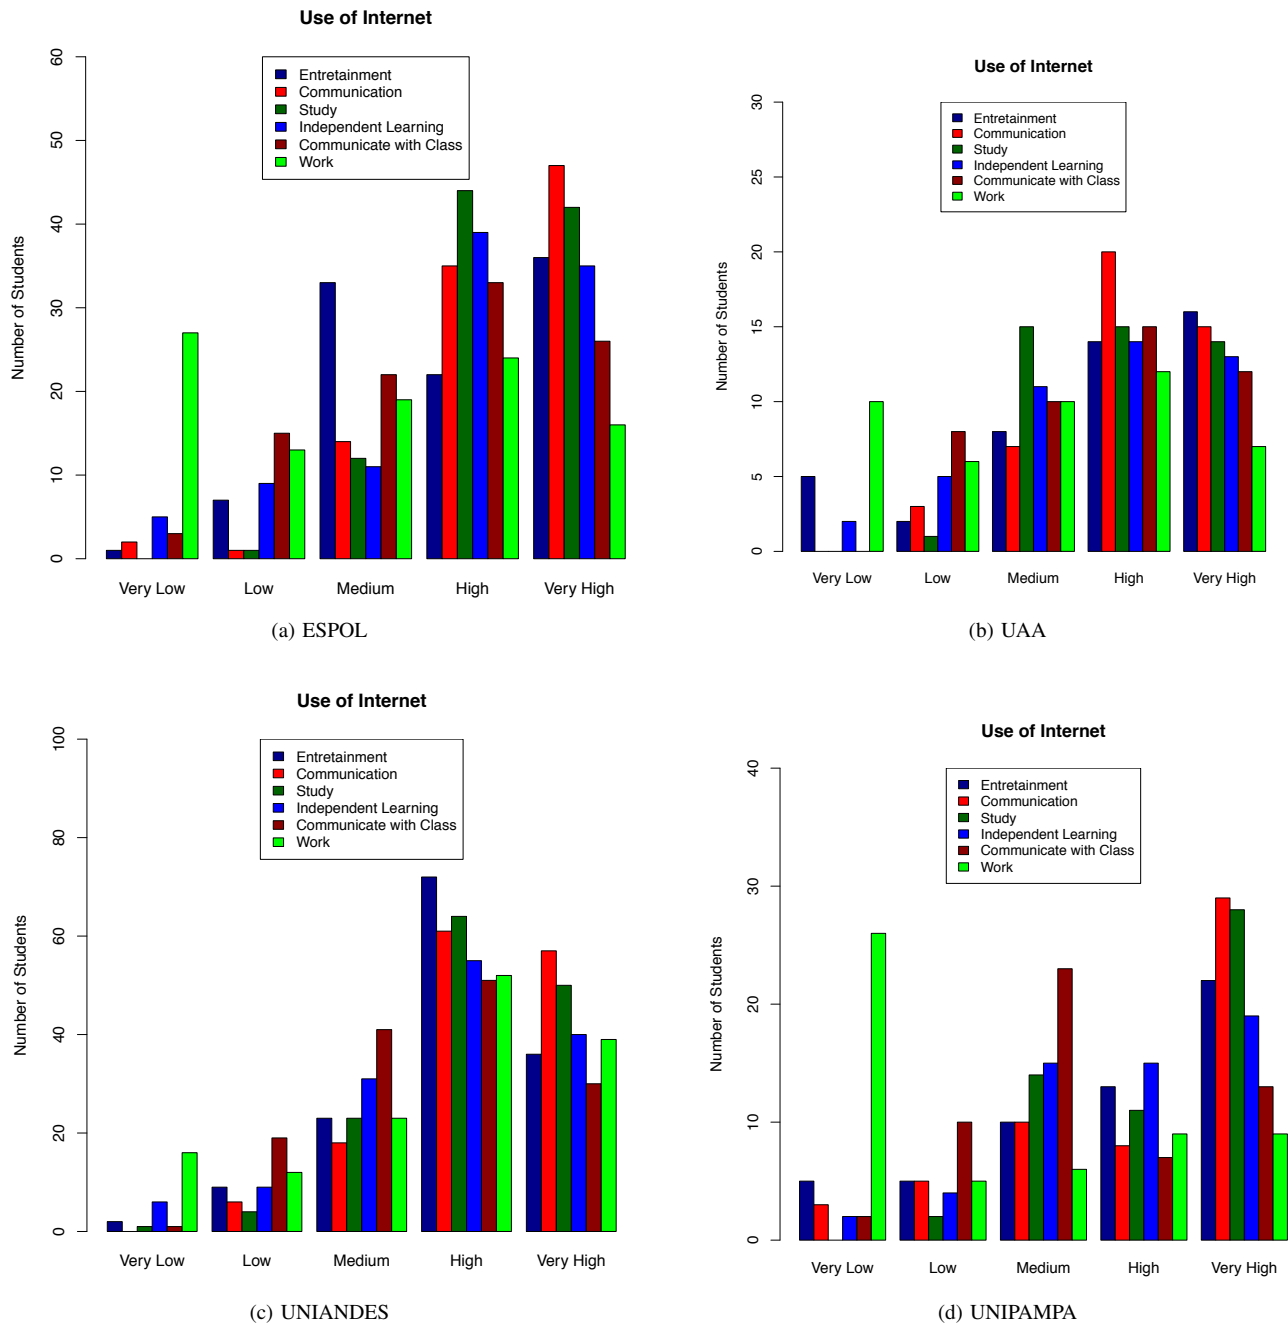 Use of Internet
60
50
40
30
20
10
0
Number of Students
Entretainment
Communication
Study
Independent Learning
Communicate with Class
Work
Very Low Low Medium High Very High
(a) ESPOL
Use of Internet
30
25
20
15
10
5
0
Number of Students
Entretainment
Communication
Study
Independent Learning
Communicate with Class
Work
Very Low Low Medium High Very High
(b) UAA
Use of Internet
100
80
60
40
20
0
Number of Students
Entretainment
Communication
Study
Independent Learning
Communicate with Class
Work
Very Low Low Medium High Very High
(c) UNIANDES
Use of Internet
40
30
20
10
0
Number of Students
Entretainment
Communication
Study
Independent Learning
Communicate with Class
Work
Very Low Low Medium High Very High
(d) UNIPAMPA